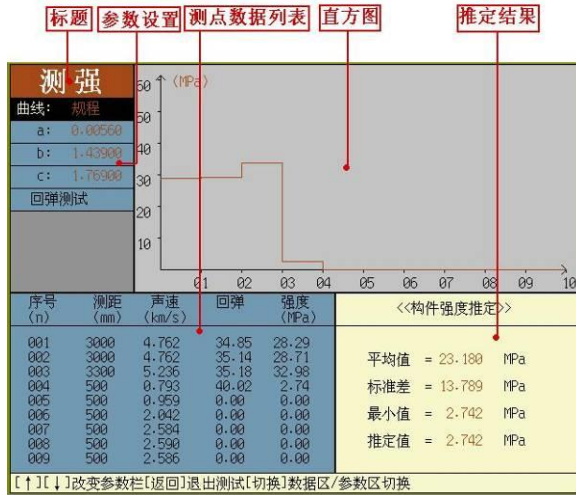 标题 参数设置 测点数据列表 直方图 推定结果
测 强
曲线: 规程
a: 0.00560
b: 1.43900
c: 1.76900
回弹测试
(MPa)
60
50
40
30
20
10
01 02 03 04 05 06 07 08 09 10
序号 测距 声速 回弹 强度
(n) (mm) (km/s) (MPa)
001 3000 4.762 34.85 28.29
002 3000 4.762 35.14 28.71
003 3300 5.236 35.18 32.98
004 500 0.793 40.02 2.74
005 500 0.959 0.00 0.00
006 500 2.042 0.00 0.00
007 500 2.584 0.00 0.00
008 500 2.590 0.00 0.00
009 500 2.586 0.00 0.00
<<构件强度推定>>
平均值 = 23.180 MPa
标准差 = 13.789 MPa
最小值 = 2.742 MPa
推定值 = 2.742 MPa
[↑][↓]改变参数栏[返回]退出测试[切换]数据区/参数区切换